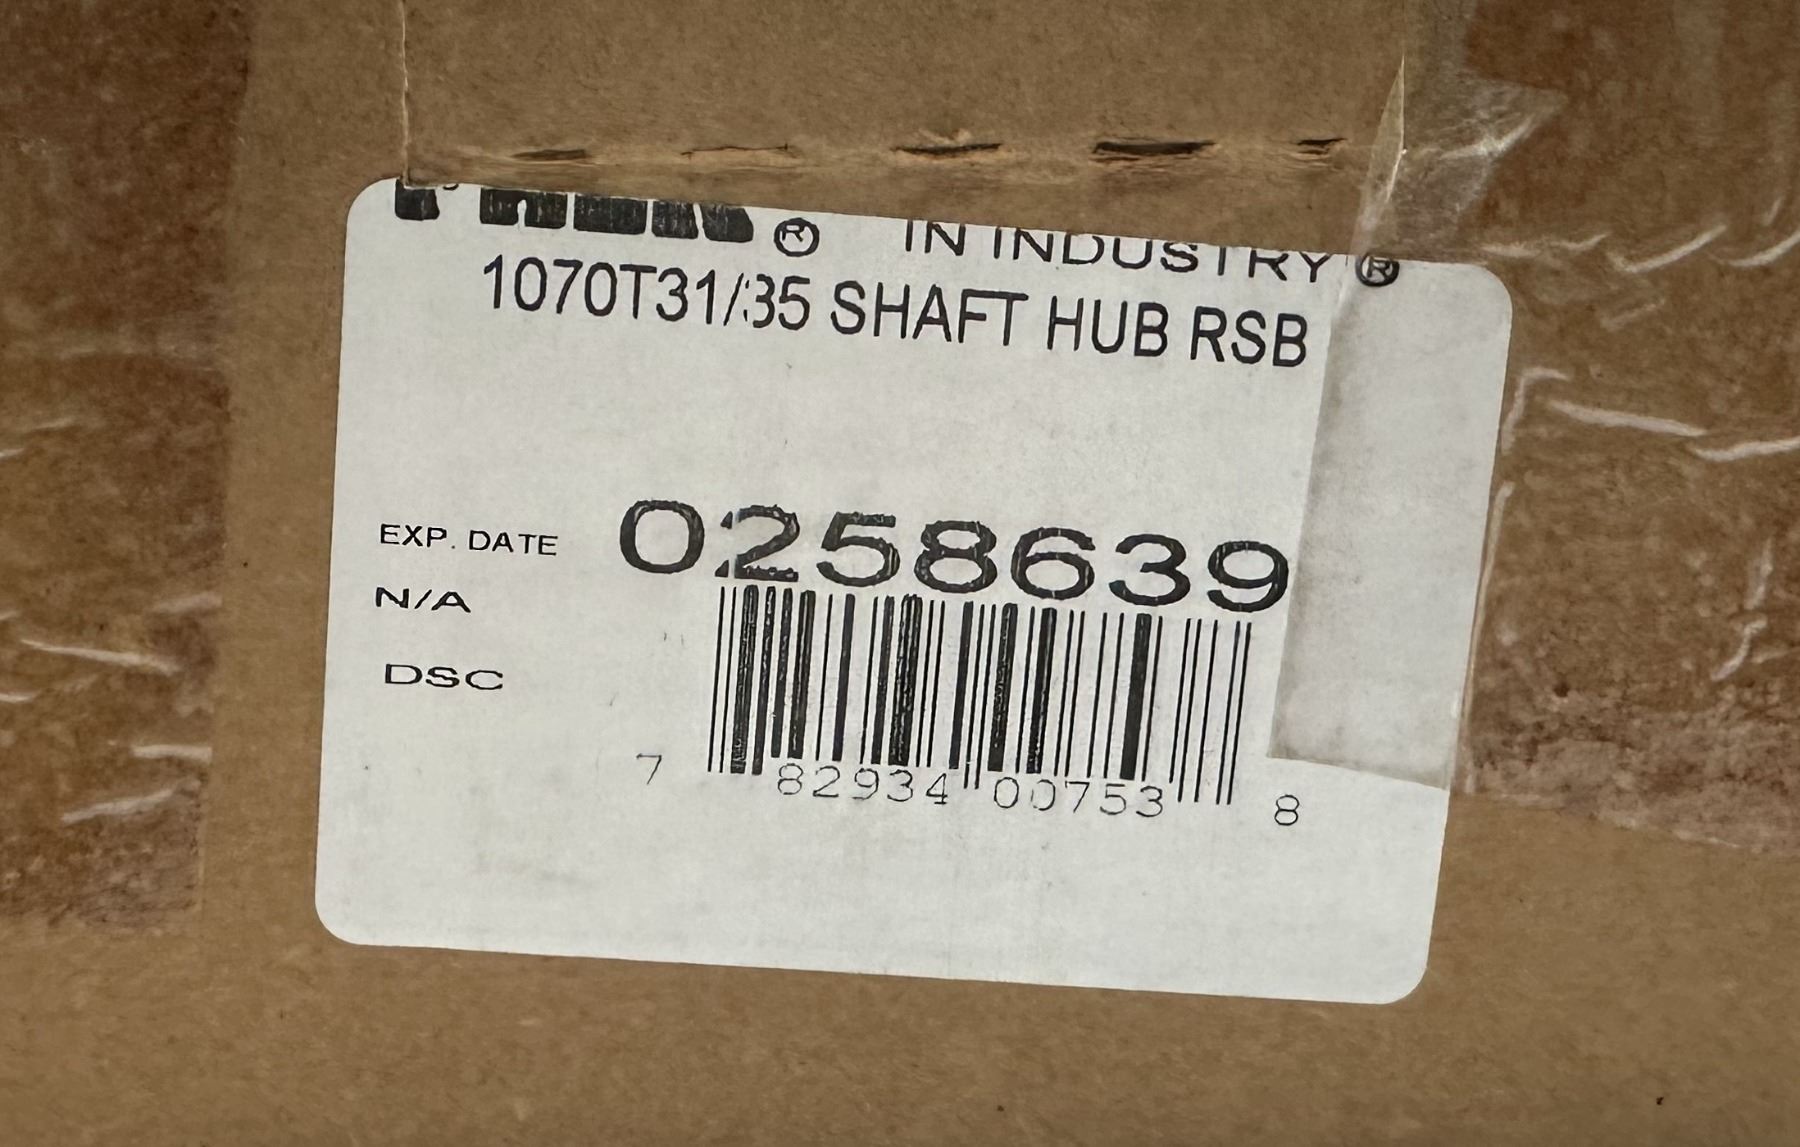 ® IN INDUSTRY®
1070T31/35 SHAFT HUB RSB
EXP. DATE 0258639
N/A
DSC
7 82934 00753 8